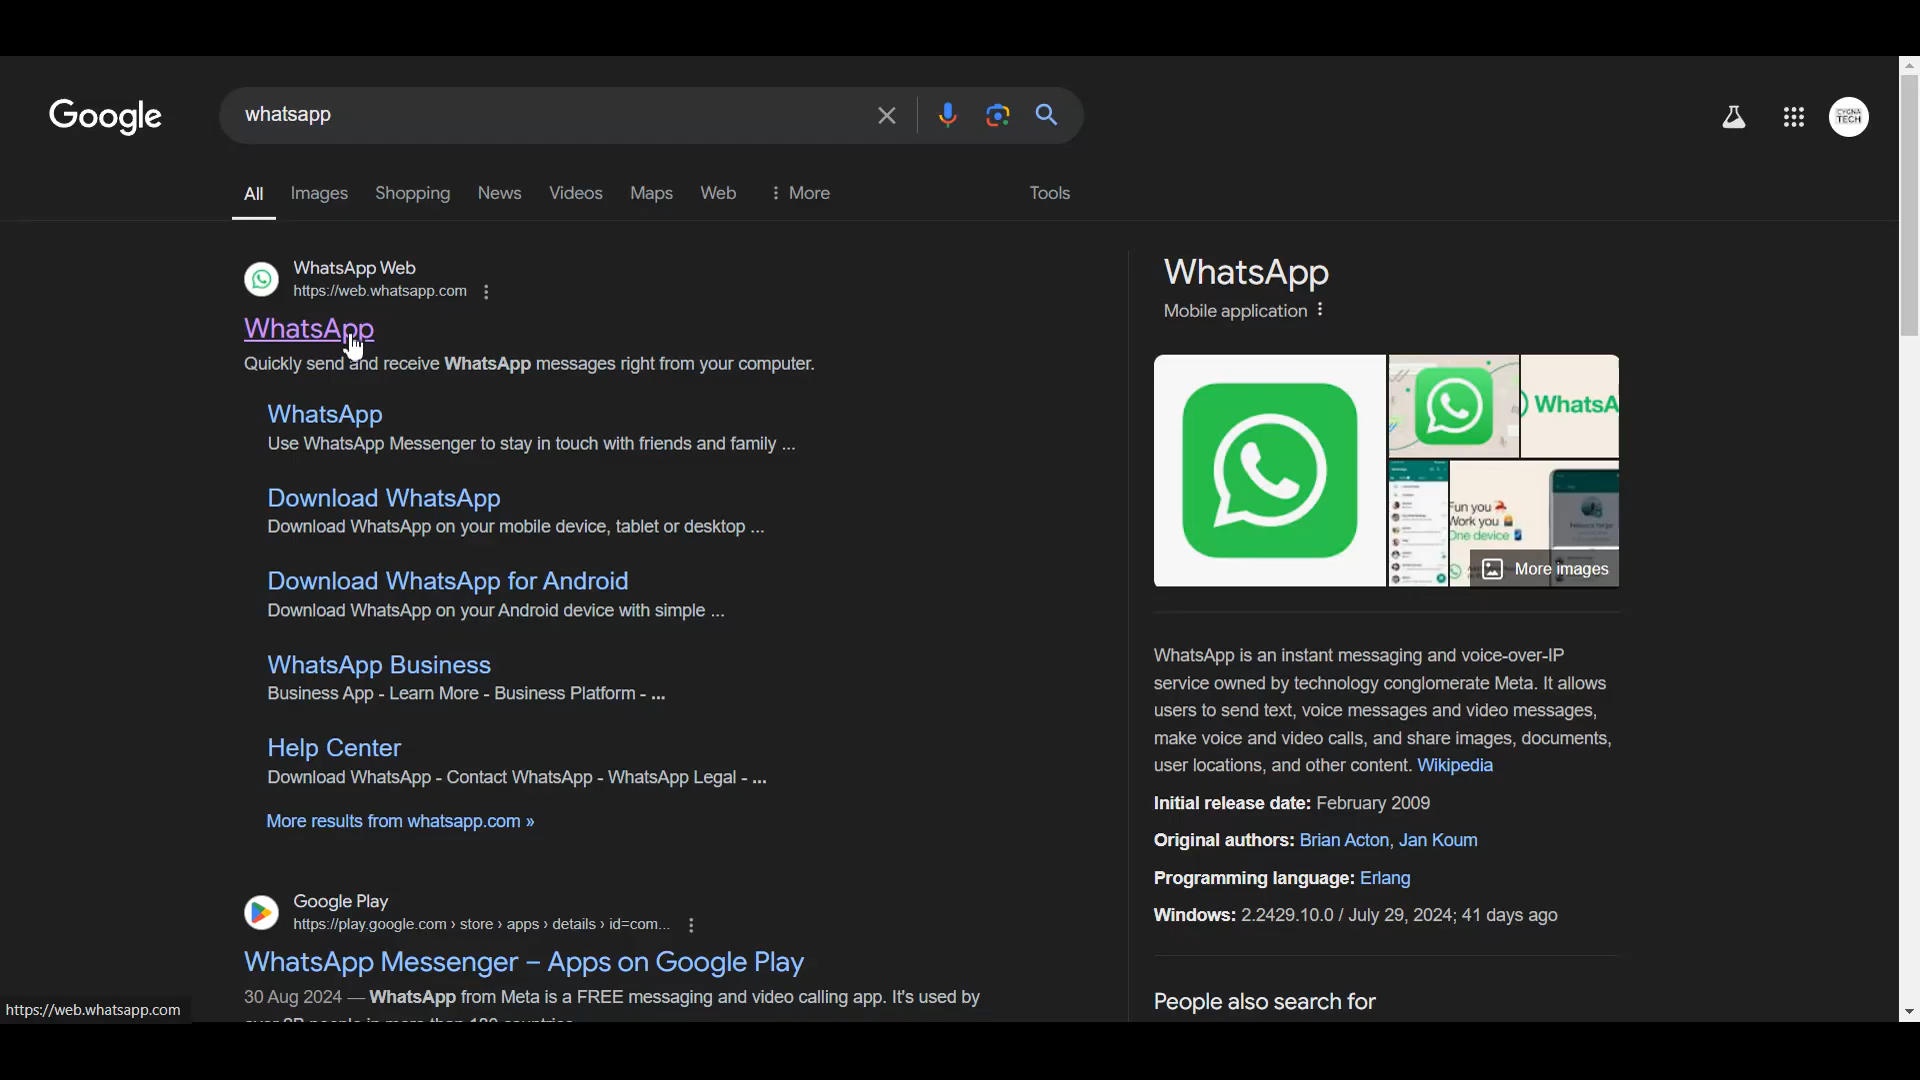 Google
whatsapp
CYGNA
TECH
All Images Shopping News Videos Maps Web More Tools
WhatsApp Web
https://web.whatsapp.com
WhatsApp
Quickly send and receive WhatsApp messages right from your computer.
WhatsApp
Use WhatsApp Messenger to stay in touch with friends and family ...
Download WhatsApp
Download WhatsApp on your mobile device, tablet or desktop ...
Download WhatsApp for Android
Download WhatsApp on your Android device with simple ...
WhatsApp Business
Business App - Learn More - Business Platform - ...
Help Center
Download WhatsApp - Contact WhatsApp - WhatsApp Legal - ...
More results from whatsapp.com »
Google Play
https://play.google.com › store › apps › details › id=com...
WhatsApp Messenger – Apps on Google Play
30 Aug 2024 — WhatsApp from Meta is a FREE messaging and video calling app. It's used by
https://web.whatsapp.com
WhatsApp
Mobile application
WhatsA
Fun you
Work you
One device
More images
WhatsApp is an instant messaging and voice-over-IP
service owned by technology conglomerate Meta. It allows
users to send text, voice messages and video messages,
make voice and video calls, and share images, documents,
user locations, and other content. Wikipedia
Initial release date: February 2009
Original authors: Brian Acton, Jan Koum
Programming language: Erlang
Windows: 2.2429.10.0 / July 29, 2024; 41 days ago
People also search for